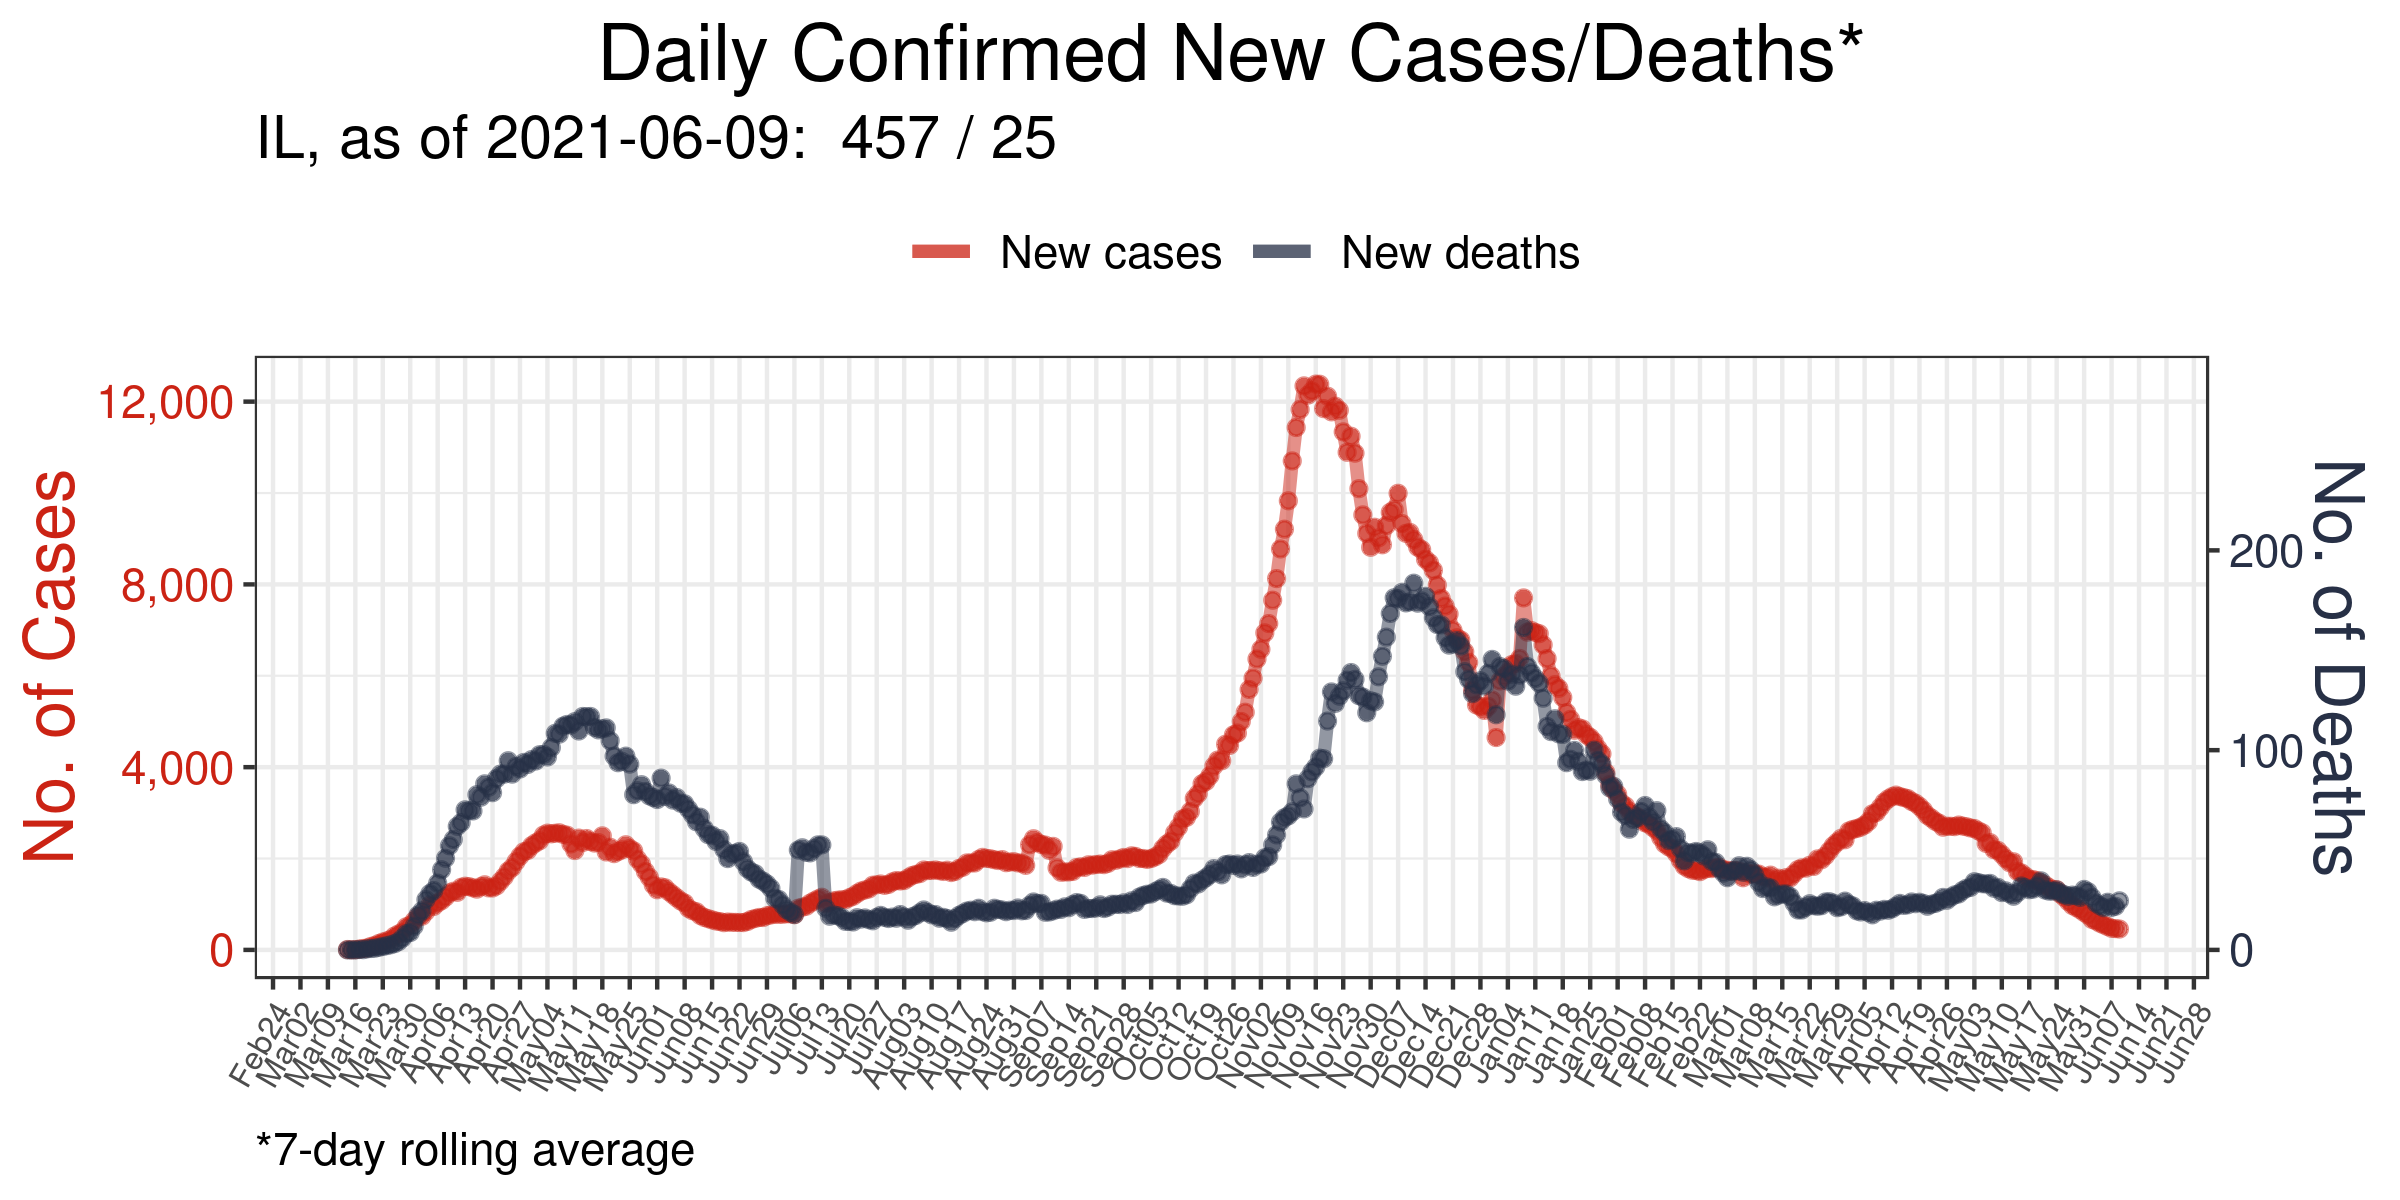 Daily Confirmed New Cases/Deaths*
IL, as of 2021-06-09:  457 / 25
New cases
New deaths
No. of Cases
12,000
8,000
4,000
0
No. of Deaths
200
100
0
Feb24
Mar02
Mar09
Mar16
Mar23
Mar30
Apr06
Apr13
Apr20
Apr27
May04
May11
May18
May25
Jun01
Jun08
Jun15
Jun22
Jun29
Jul06
Jul13
Jul20
Jul27
Aug03
Aug10
Aug17
Aug24
Aug31
Sep07
Sep14
Sep21
Sep28
Oct05
Oct12
Oct19
Oct26
Nov02
Nov09
Nov16
Nov23
Nov30
Dec07
Dec14
Dec21
Dec28
Jan04
Jan11
Jan18
Jan25
Feb01
Feb08
Feb15
Feb22
Mar01
Mar08
Mar15
Mar22
Mar29
Apr05
Apr12
Apr19
Apr26
May03
May10
May17
May24
May31
Jun07
Jun14
Jun21
Jun28
*7-day rolling average